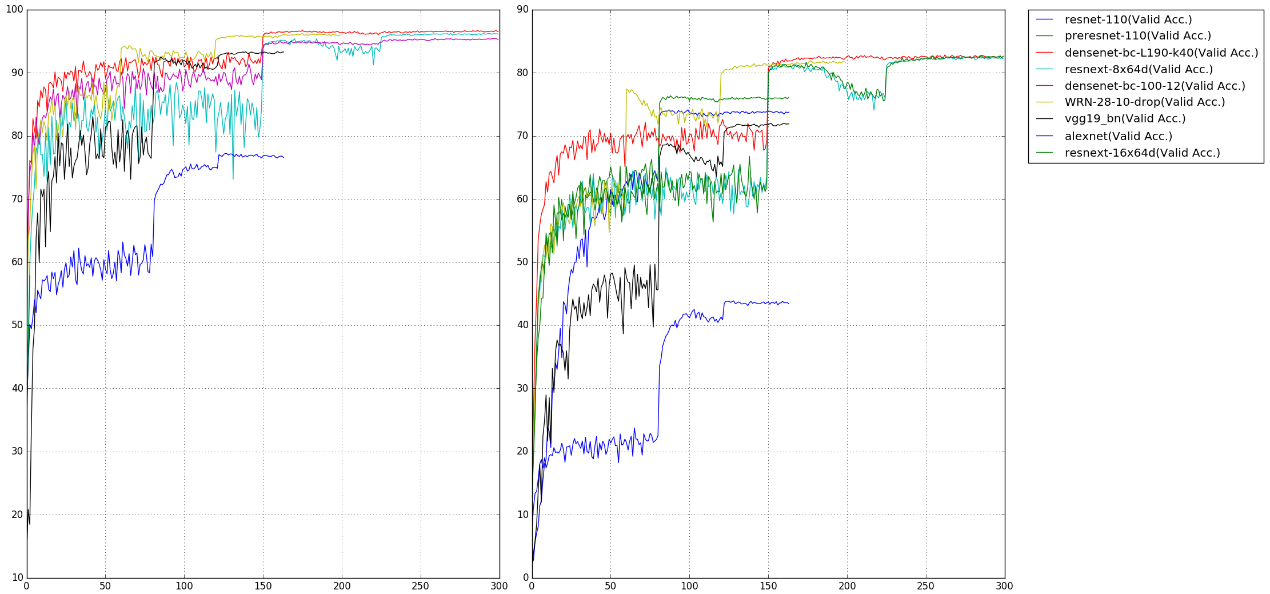 100
90
80
70
60
50
40
30
20
10
0 50 100 150 200 250 300
90
80
70
60
50
40
30
20
10
0
0 50 100 150 200 250 300
resnet-110(Valid Acc.)
preresnet-110(Valid Acc.)
densenet-bc-L190-k40(Valid Acc.)
resnext-8x64d(Valid Acc.)
densenet-bc-100-12(Valid Acc.)
WRN-28-10-drop(Valid Acc.)
vgg19_bn(Valid Acc.)
alexnet(Valid Acc.)
resnext-16x64d(Valid Acc.)